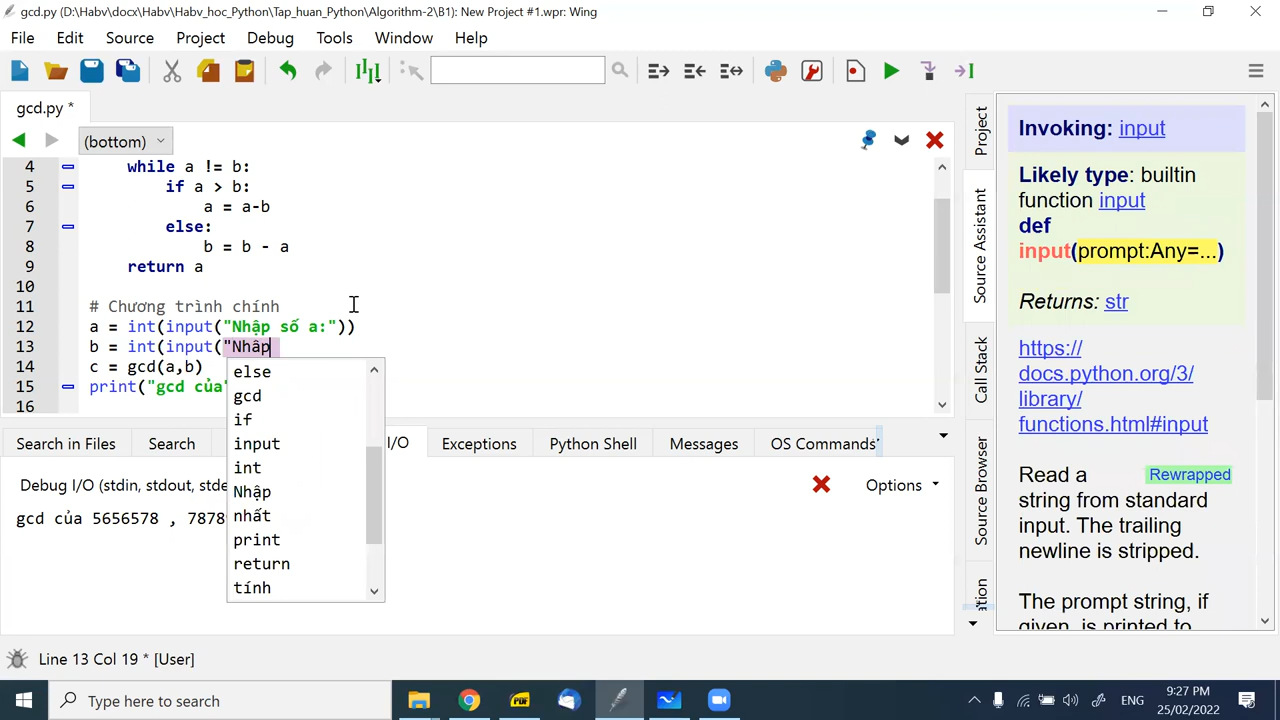 gcd.py (D:\Habv\docx\Habv_hoc_Python\Tap_huan_Python\Algorithm-2\B1): New Project #1.wpr: Wing
File Edit Source Project Debug Tools Window Help
gcd.py *
(bottom)
4 while a != b:
5 if a > b:
6 a = a-b
7 else:
8 b = b - a
9 return a
10
11 # Chương trình chính
12 a = int(input("Nhập số a:"))
13 b = int(input("Nhâp
14 c = gcd(a,b)
15 print("gcd của"
16
else
gcd
if
input
int
Nhập
nhất
print
return
tính
Search in Files Search I/O Exceptions Python Shell Messages OS Commands
Debug I/O (stdin, stdout, stde
Options
gcd của 5656578 , 7878
Project
Source Assistant
Call Stack
Source Browser
Invoking: input
Likely type: builtin
function input
def
input(prompt:Any=...)
Returns: str
https://
docs.python.org/3/
library/
functions.html#input
Read a Rewrapped
string from standard
input. The trailing
newline is stripped.
The prompt string, if
given, is printed to
Line 13 Col 19 * [User]
Type here to search
PDF
ENG
9:27 PM
25/02/2022